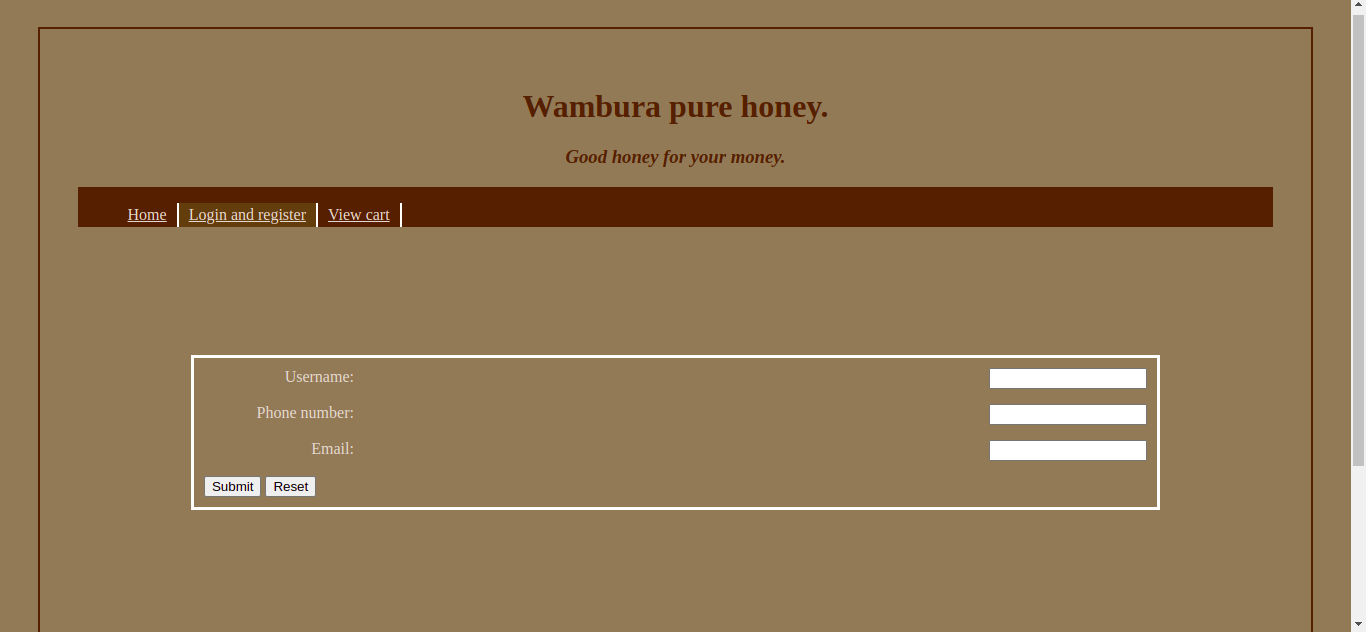 Wambura pure honey.
Good honey for your money.
Home Login and register View cart
Username:
Phone number:
Email:
Submit Reset